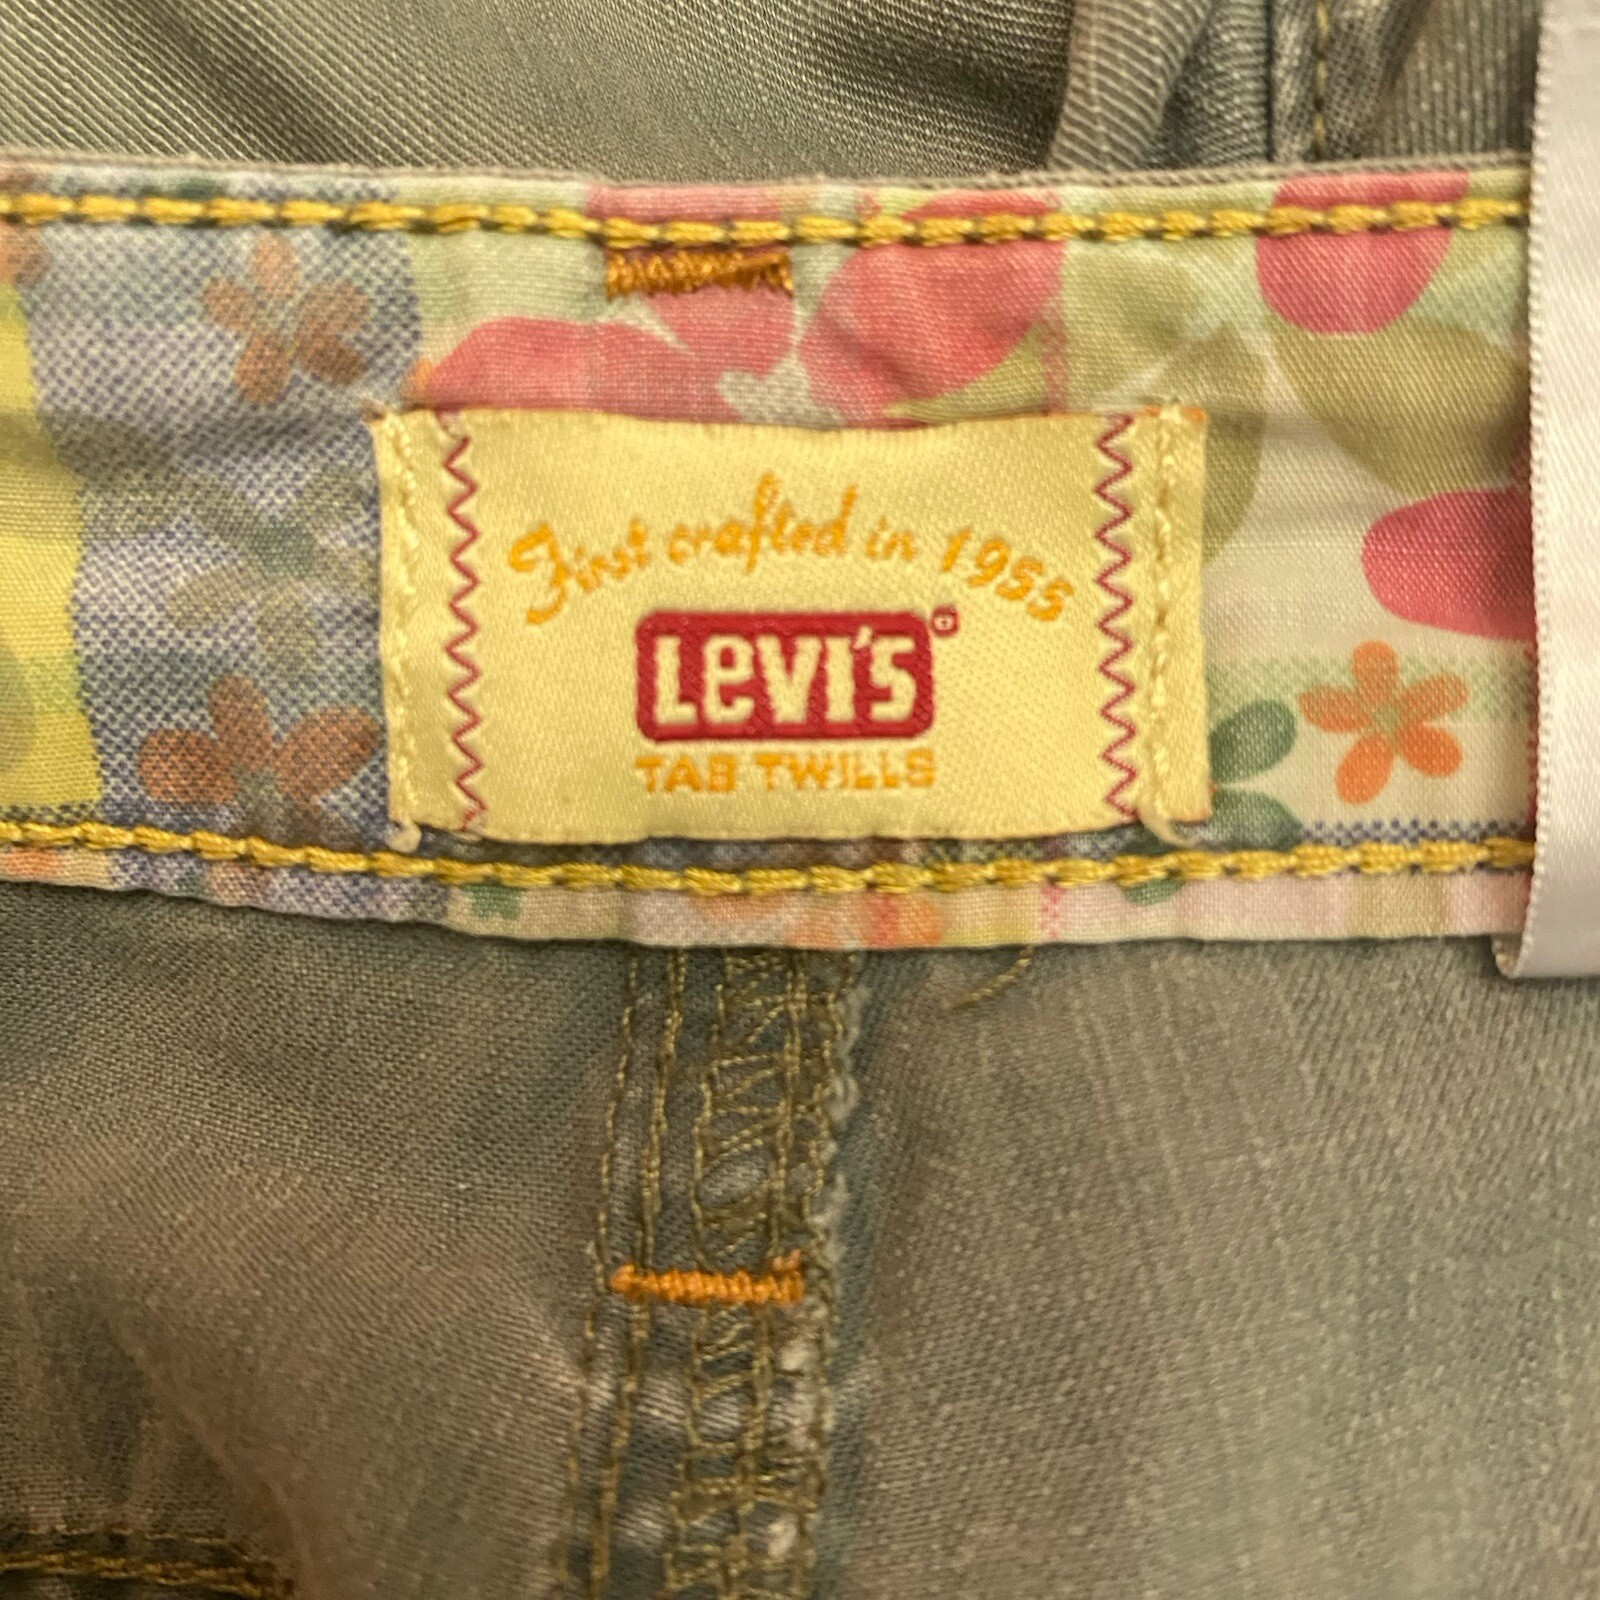 First crafted in 1955
Levi's®
TAB TWILLS